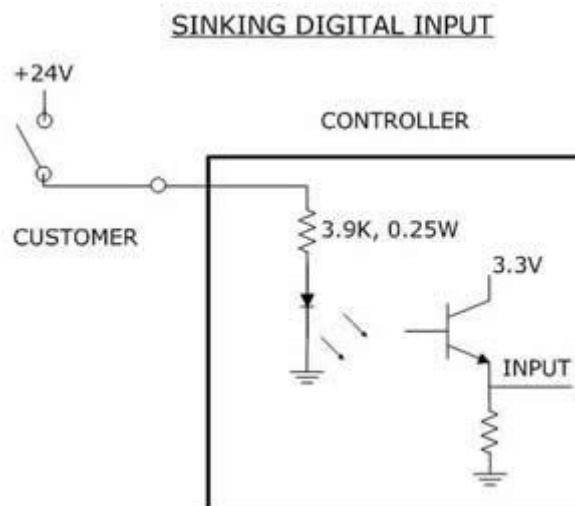 SINKING DIGITAL INPUT
+24V
CONTROLLER
CUSTOMER
3.9K, 0.25W
3.3V
INPUT